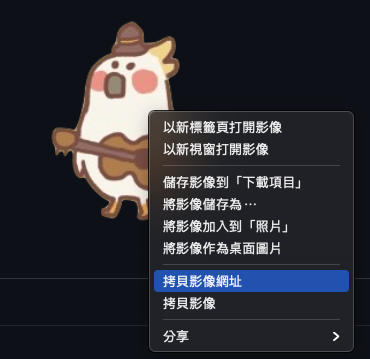 以新標籤頁打開影像
以新視窗打開影像
儲存影像到「下載項目」
將影像儲存為⋯
將影像加入到「照片」
將影像作為桌面圖片
拷貝影像網址
拷貝影像
分享